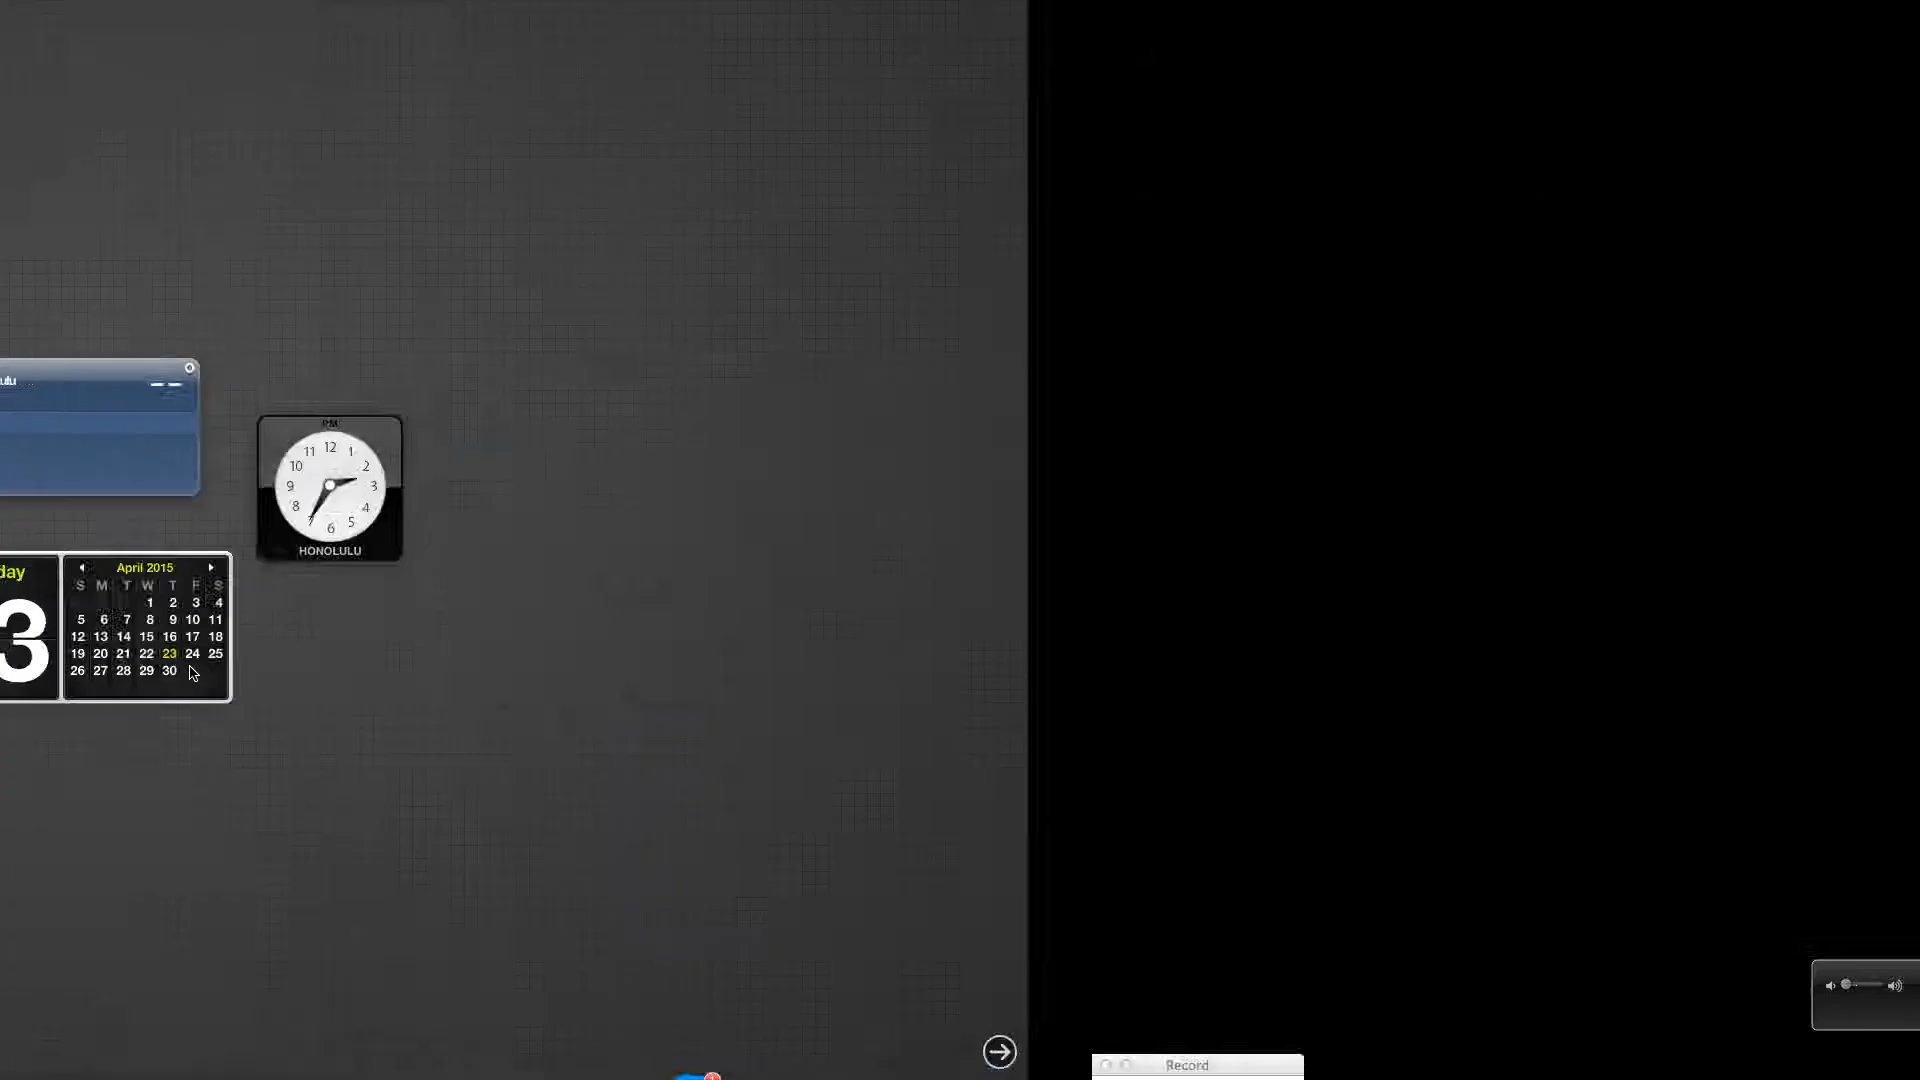 ulu
PM
12
11 1
10 2
9 3
8 4
7 5
6
HONOLULU
day
3
April 2015
S M T W T F S
1 2 3 4
5 6 7 8 9 10 11
12 13 14 15 16 17 18
19 20 21 22 23 24 25
26 27 28 29 30
Record